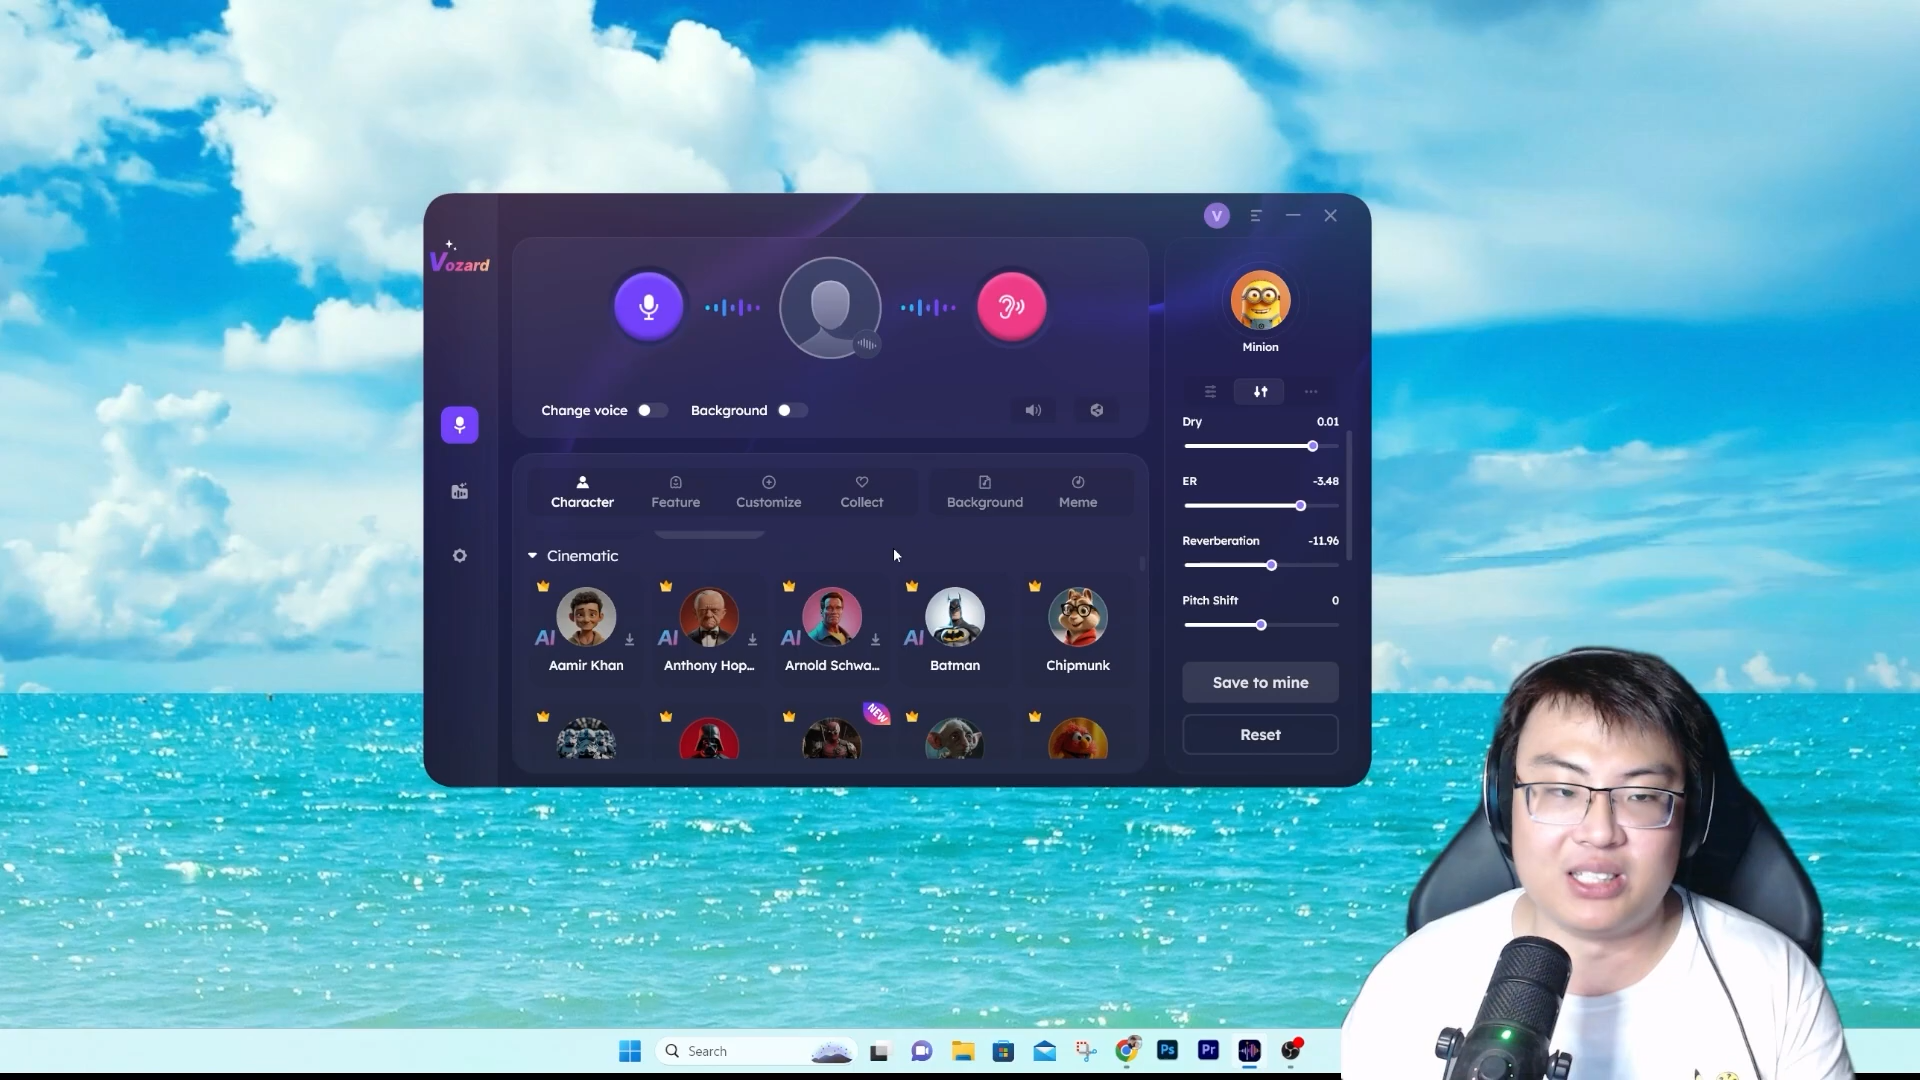 V
Vozard
Minion
Change voice
Background
Dry
0.01
ER
-3.48
Reverberation
-11.96
Pitch Shift
0
Save to mine
Reset
Character
Feature
Customize
Collect
Background
Meme
Cinematic
AI
AI
AI
AI
Aamir Khan
Anthony Hop...
Arnold Schwa...
Batman
Chipmunk
NEW
Search
Ps
Pr